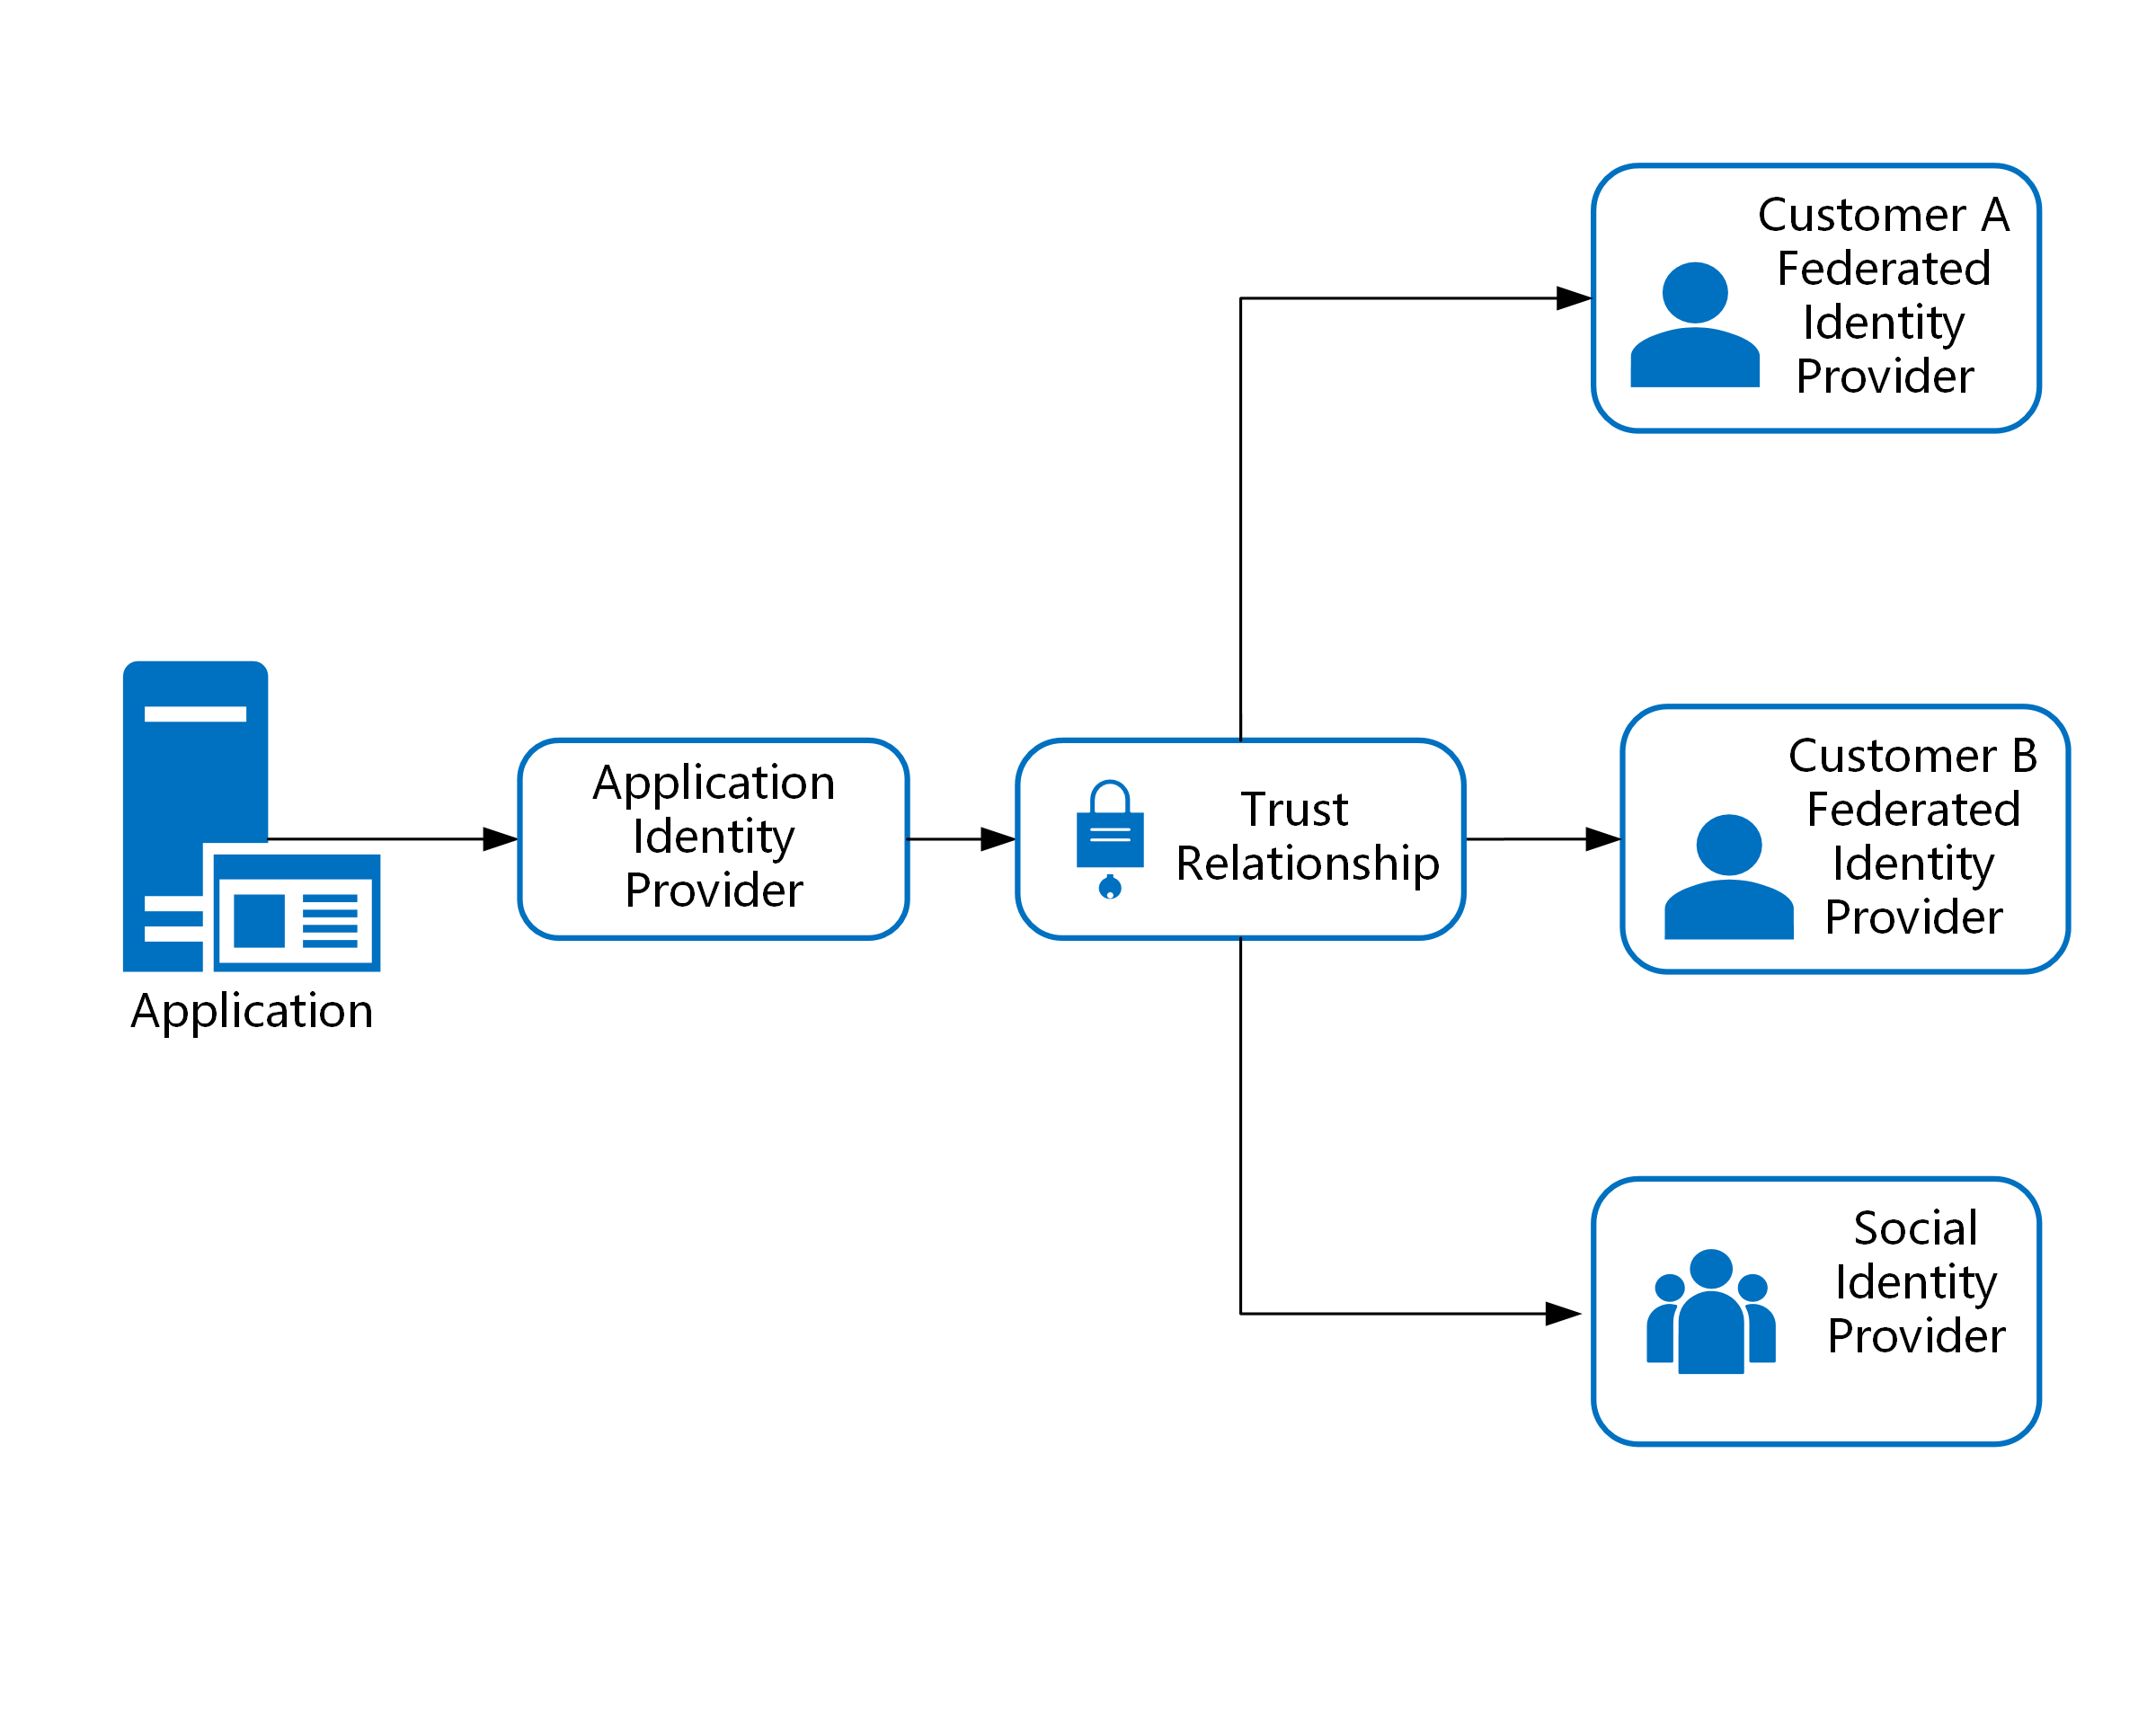 Application
Application
Identity
Provider
Trust
Relationship
Customer A
Federated
Identity
Provider
Customer B
Federated
Identity
Provider
Social
Identity
Provider